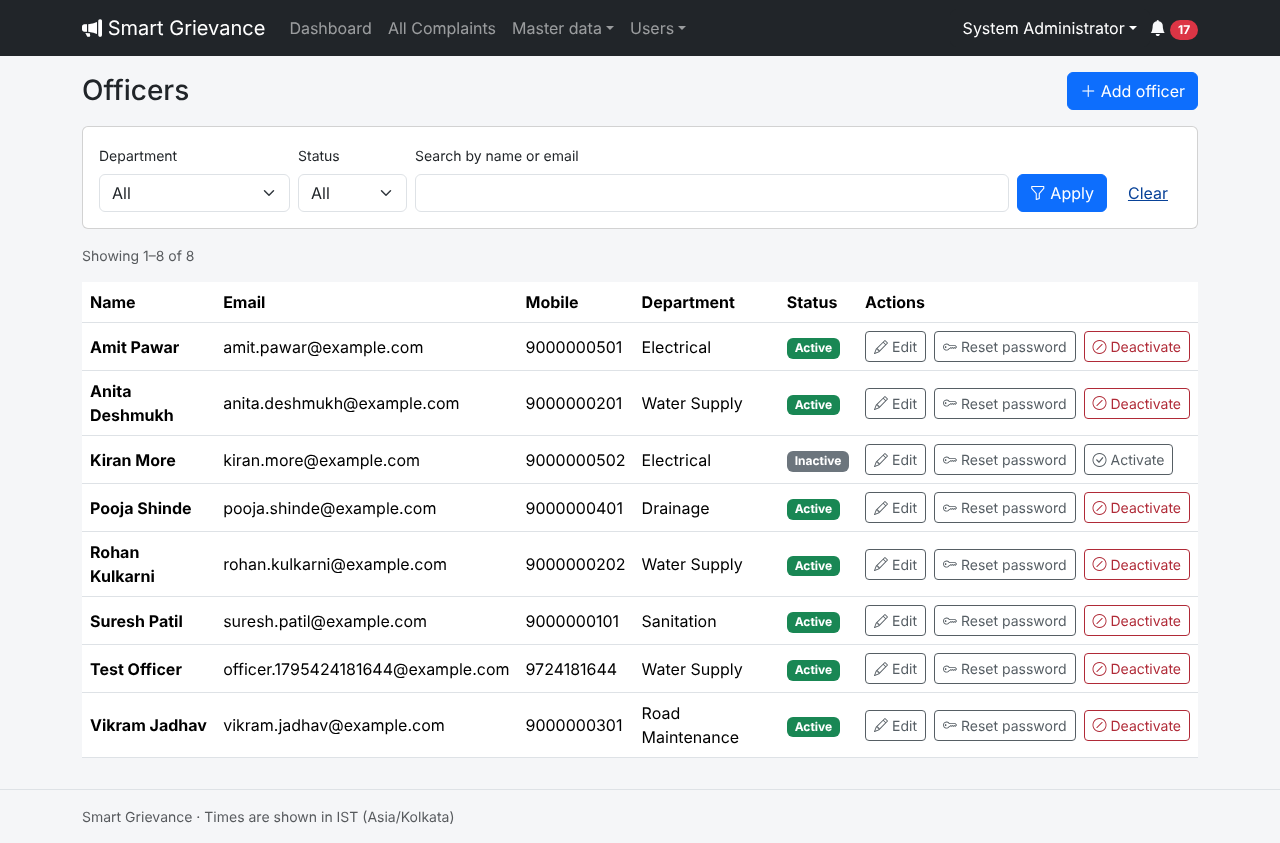 Smart Grievance Dashboard All Complaints Master data Users System Administrator 17
Officers
+ Add officer
Department Status Search by name or email
All All Apply Clear
Showing 1–8 of 8
Name Email Mobile Department Status Actions
Amit Pawar amit.pawar@example.com 9000000501 Electrical Active Edit Reset password Deactivate
Anita
Deshmukh anita.deshmukh@example.com 9000000201 Water Supply Active Edit Reset password Deactivate
Kiran More kiran.more@example.com 9000000502 Electrical Inactive Edit Reset password Activate
Pooja Shinde pooja.shinde@example.com 9000000401 Drainage Active Edit Reset password Deactivate
Rohan
Kulkarni rohan.kulkarni@example.com 9000000202 Water Supply Active Edit Reset password Deactivate
Suresh Patil suresh.patil@example.com 9000000101 Sanitation Active Edit Reset password Deactivate
Test Officer officer.1795424181644@example.com 9724181644 Water Supply Active Edit Reset password Deactivate
Vikram Jadhav vikram.jadhav@example.com 9000000301 Road
Maintenance Active Edit Reset password Deactivate
Smart Grievance · Times are shown in IST (Asia/Kolkata)